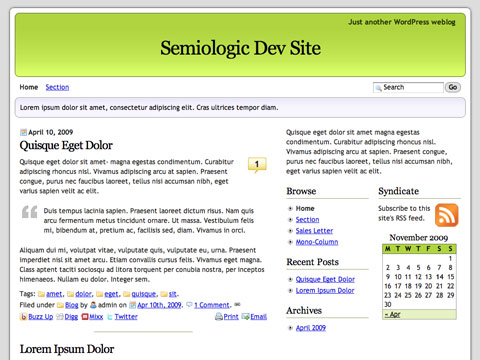 Just another WordPress weblog
Semiologic Dev Site
Home Section
Search Go
Lorem ipsum dolor sit amet, consectetur adipiscing elit. Cras ultrices tempor diam.
April 10, 2009
Quisque Eget Dolor
Quisque eget dolor sit amet- magna egestas condimentum. Curabitur
adipiscing rhoncus nisl. Vivamus adipiscing arcu at sapien. Praesent
congue, purus nec faucibus laoreet, tellus nisi accumsan nibh, eget
varius sapien velit ac elit.
1
Duis tempus lacinia sapien. Praesent laoreet dictum risus. Nam quis
arcu fermentum metus tincidunt ornare. Ut massa. Vestibulum felis
mi, bibendum at, pretium ac, facilisis sed, diam. Vivamus in orci.
Aliquam dui mi, volutpat vitae, vulputate quis, vulputate eu, urna. Praesent
imperdiet nisl sit amet arcu. Etiam convallis cursus felis. Vivamus eget magna.
Class aptent taciti sociosqu ad litora torquent per conubia nostra, per inceptos
himenaeos. Nullam eu dolor. Integer sem.
Tags: amet, dolor, eget, quisque, sit.
Filed under Blog by admin on Apr 10th, 2009. 1 Comment.
Buzz Up Digg Mixx Twitter Print Email
Lorem Ipsum Dolor
Quisque eget dolor sit amet magna egestas
condimentum. Curabitur adipiscing rhoncus nisl.
Vivamus adipiscing arcu at sapien. Praesent
congue, purus nec faucibus laoreet, tellus nisi
accumsan nibh, eget varius sapien velit ac elit.
Browse
Home
Section
Sales Letter
Mono-Column
Recent Posts
Quisque Eget Dolor
Lorem Ipsum Dolor
Archives
April 2009
Syndicate
Subscribe to this
site's RSS feed.
November 2009
M T W T F S S
1
2 3 4 5 6 7 8
9 10 11 12 13 14 15
16 17 18 19 20 21 22
23 24 25 26 27 28 29
30
« Apr